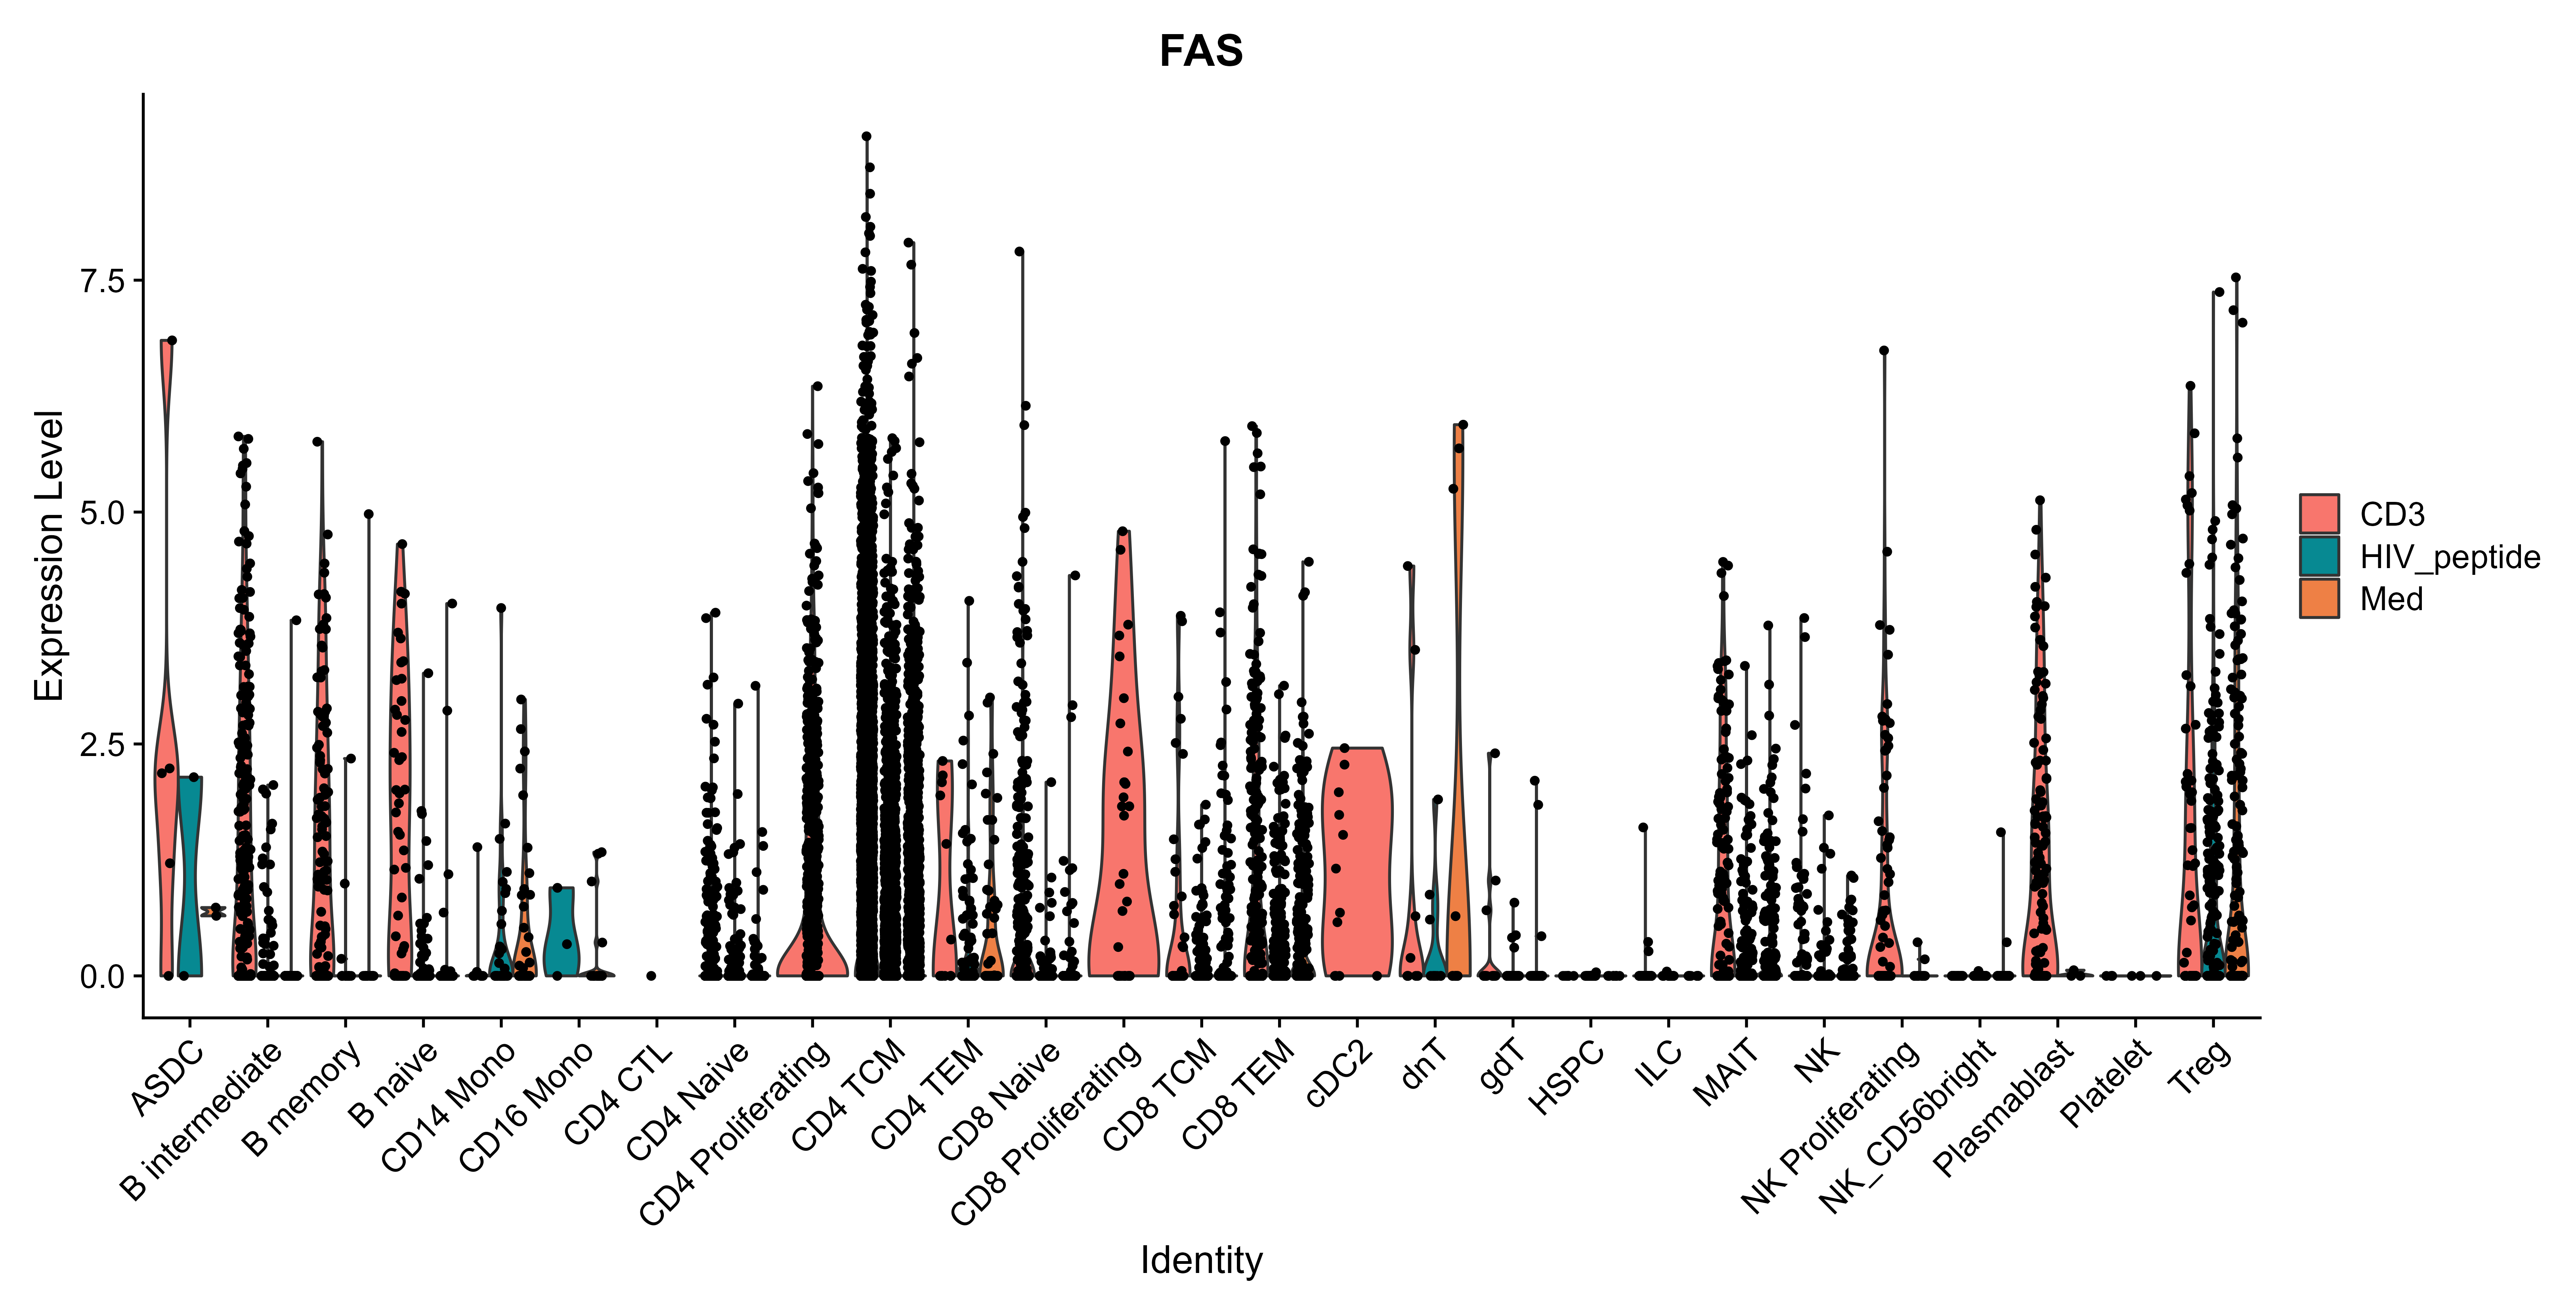 FAS
Expression Level
7.5
5.0
2.5
0.0
ASDC
B intermediate
B memory
B naive
CD14 Mono
CD16 Mono
CD4 CTL
CD4 Naive
CD4 Proliferating
CD4 TCM
CD4 TEM
CD8 Naive
CD8 Proliferating
CD8 TCM
CD8 TEM
cDC2
dnT
gdT
HSPC
ILC
MAIT
NK
NK Proliferating
NK_CD56bright
Plasmablast
Platelet
Treg
Identity
CD3
HIV_peptide
Med